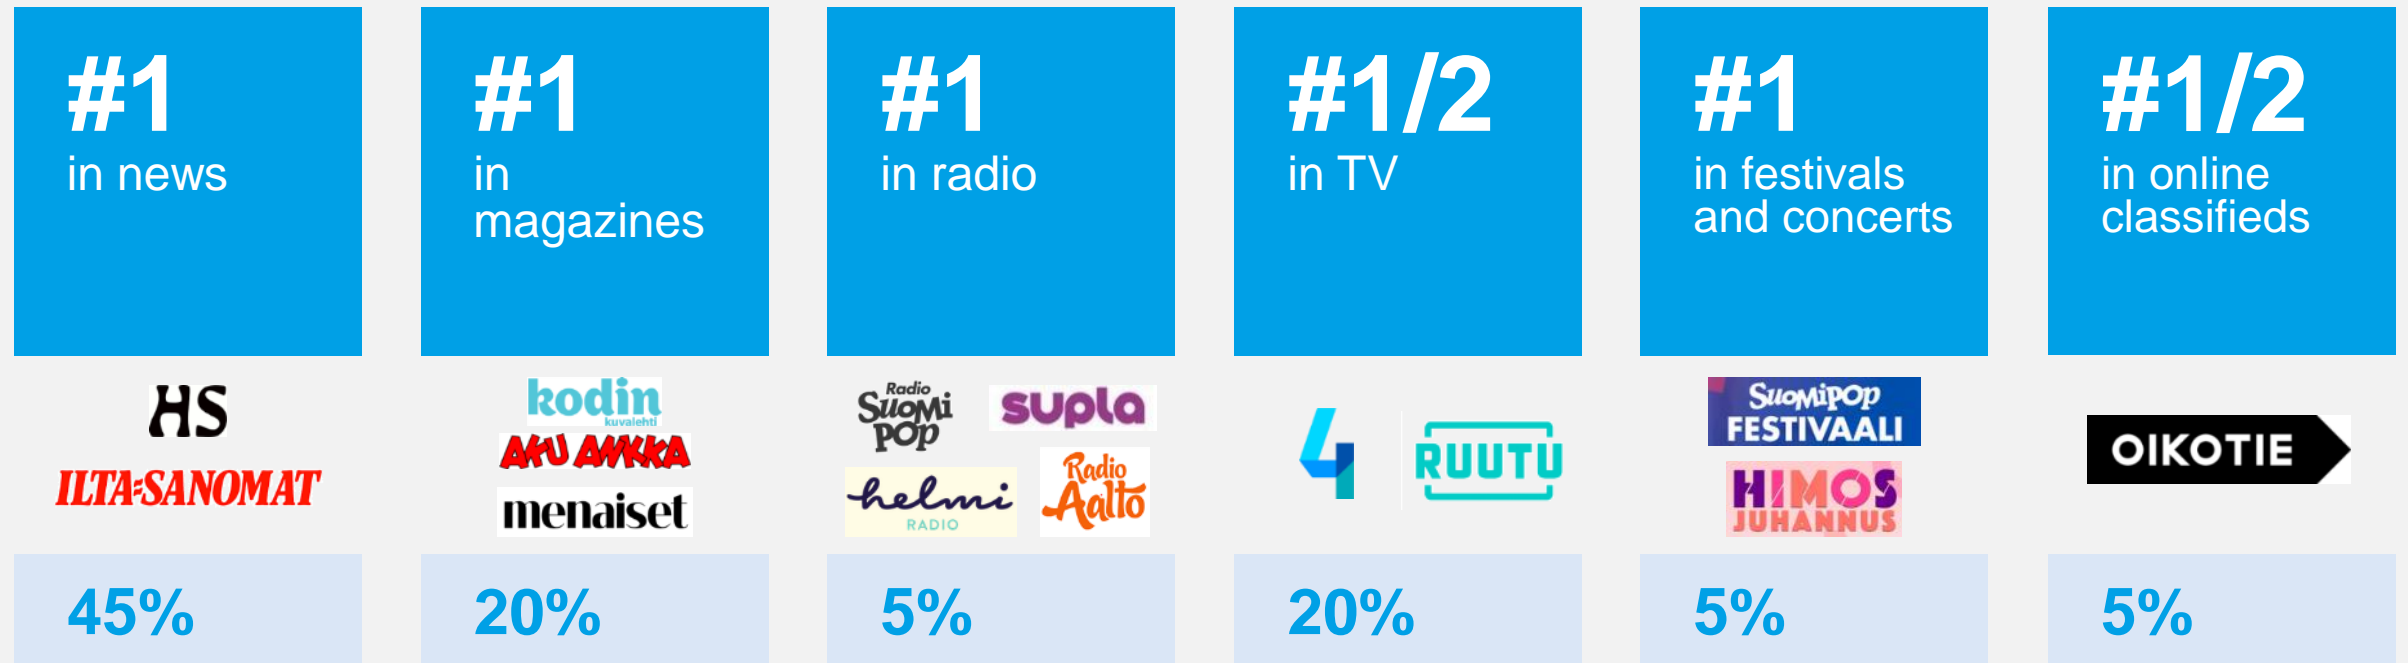 #1
in news
HS
ILTA-SANOMAT
45%
#1
in
magazines
kodin
kuvalehti
AKU ANKKA
menaiset
20%
#1
in radio
Radio
SUOMI
POP
supla
helmi
RADIO
Radio
Aalto
5%
#1/2
in TV
4
RUUTU
20%
#1
in festivals
and concerts
SUOMIPOP
FESTIVAALI
HIMOS
JUHANNUS
5%
#1/2
in online
classifieds
OIKOTIE
5%